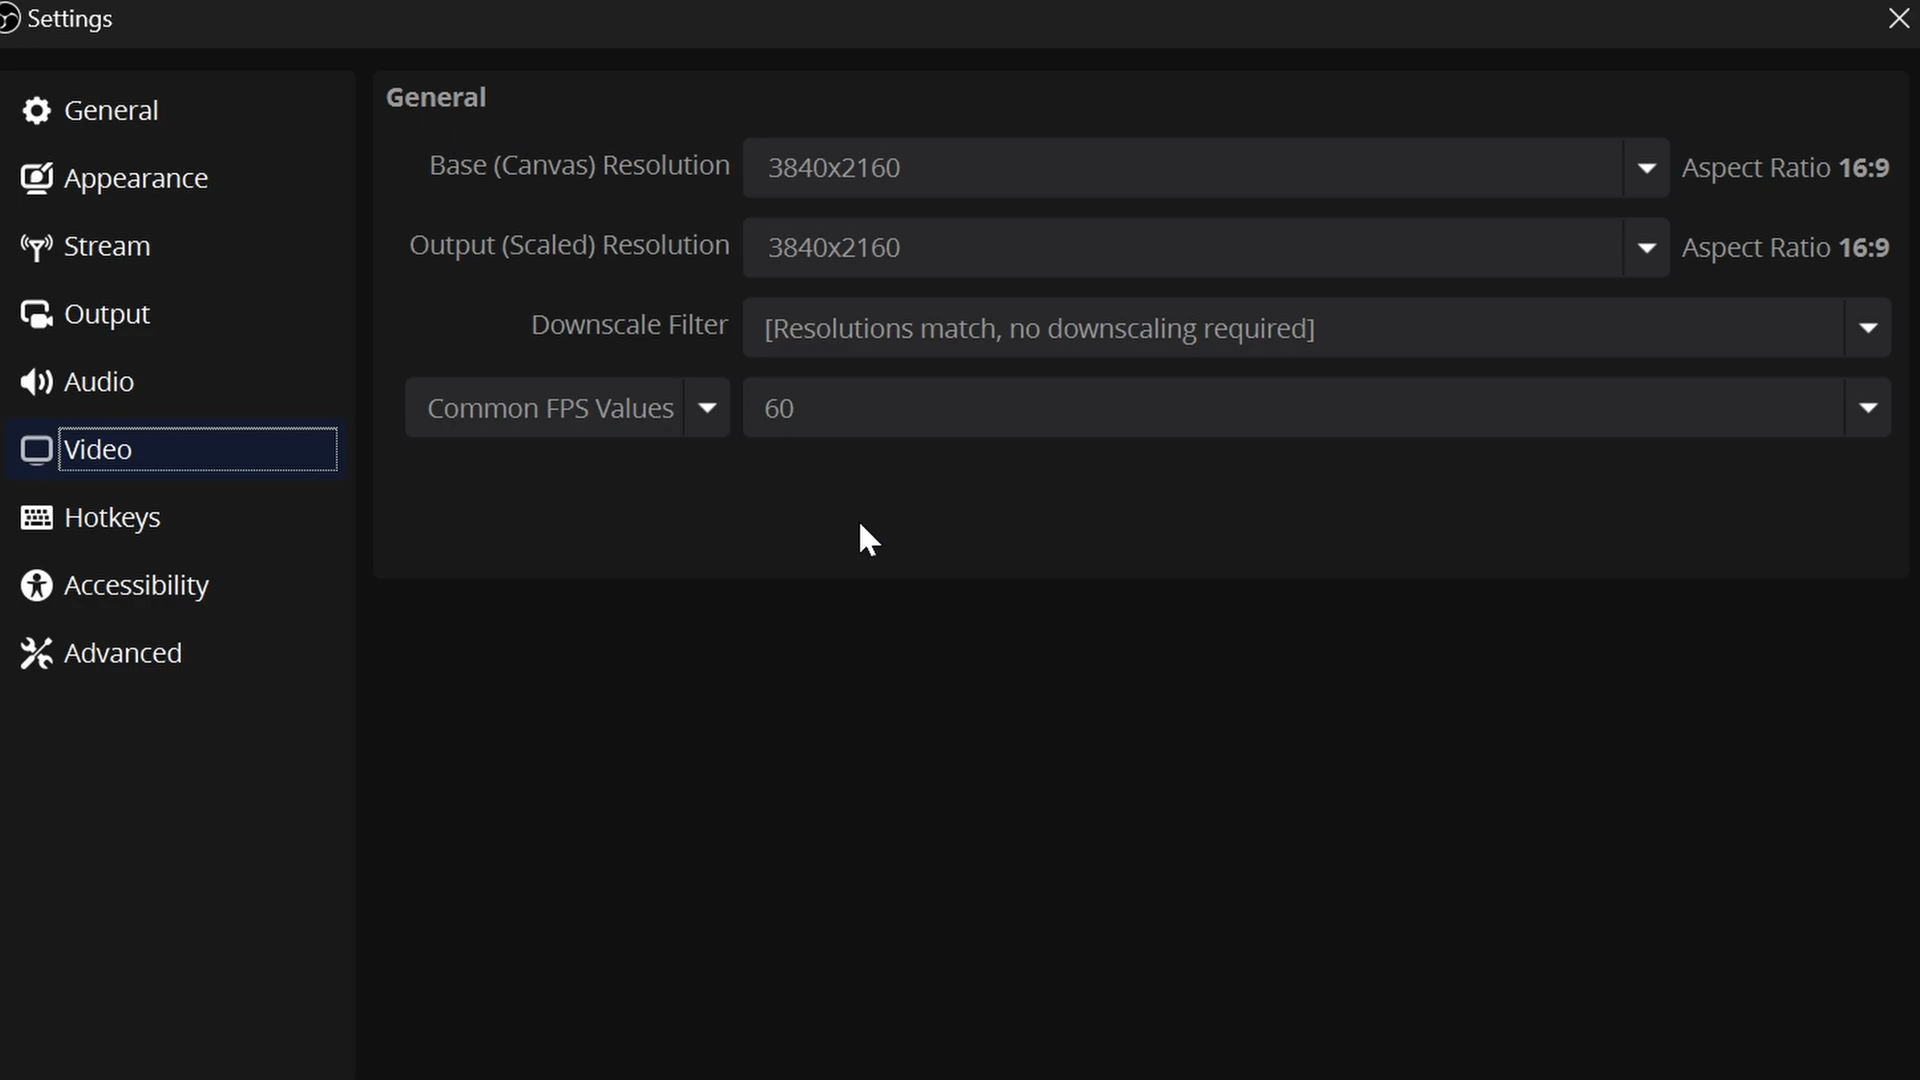 Settings
General
Appearance
Stream
Output
Audio
Video
Hotkeys
Accessibility
Advanced
General
Base (Canvas) Resolution 3840x2160 Aspect Ratio 16:9
Output (Scaled) Resolution 3840x2160 Aspect Ratio 16:9
Downscale Filter [Resolutions match, no downscaling required]
Common FPS Values 60